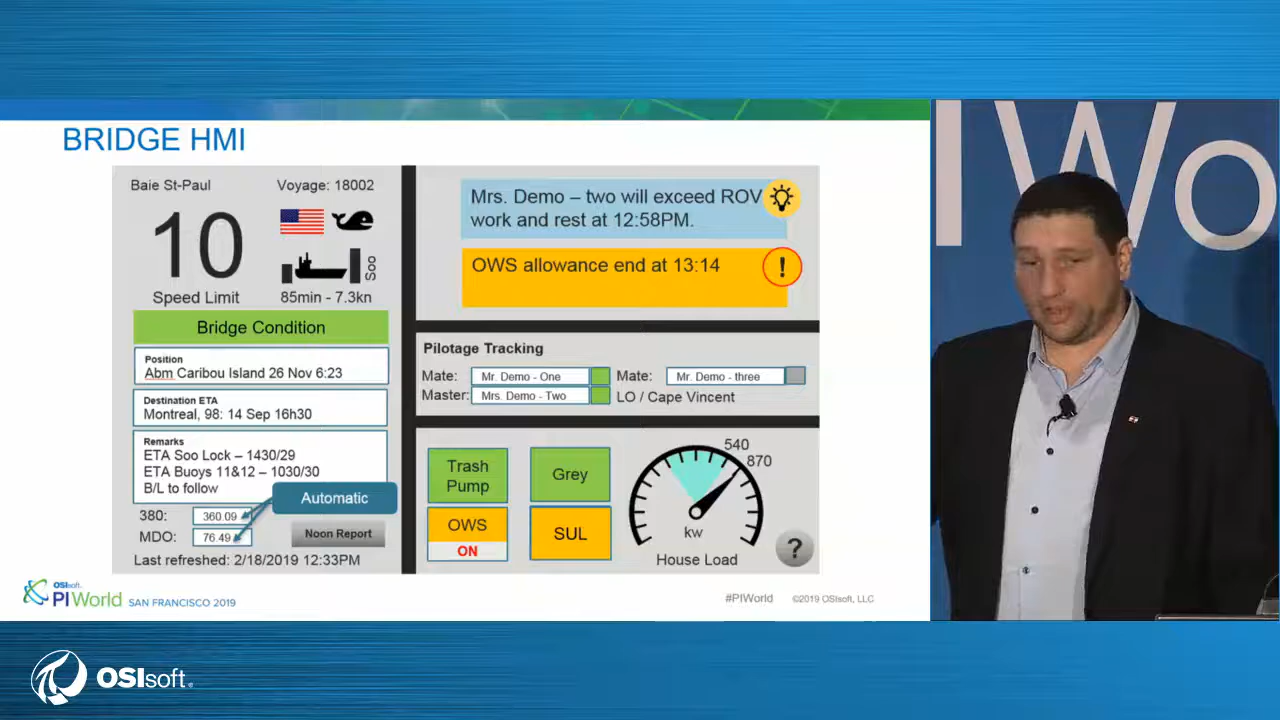 BRIDGE HMI
Baie St-Paul
Voyage: 18002
10
Speed Limit
Soo
85min - 7.3kn
Bridge Condition
Position
Abm Caribou Island 26 Nov 6:23
Destination ETA
Montreal, 98: 14 Sep 16h30
Remarks
ETA Soo Lock – 1430/29
ETA Buoys 11&12 – 1030/30
B/L to follow
Automatic
380: 360.09
MDO: 76.49
Noon Report
Last refreshed: 2/18/2019 12:33PM
Mrs. Demo – two will exceed ROV
work and rest at 12:58PM.
OWS allowance end at 13:14
!
Pilotage Tracking
Mate: Mr. Demo - One
Mate: Mr. Demo - three
Master: Mrs. Demo - Two
LO / Cape Vincent
Trash
Pump
Grey
OWS
ON
SUL
540
870
kw
House Load
?
OSIsoft.
PI World SAN FRANCISCO 2019
#PIWorld ©2019 OSIsoft, LLC
I Wo
OSIsoft.